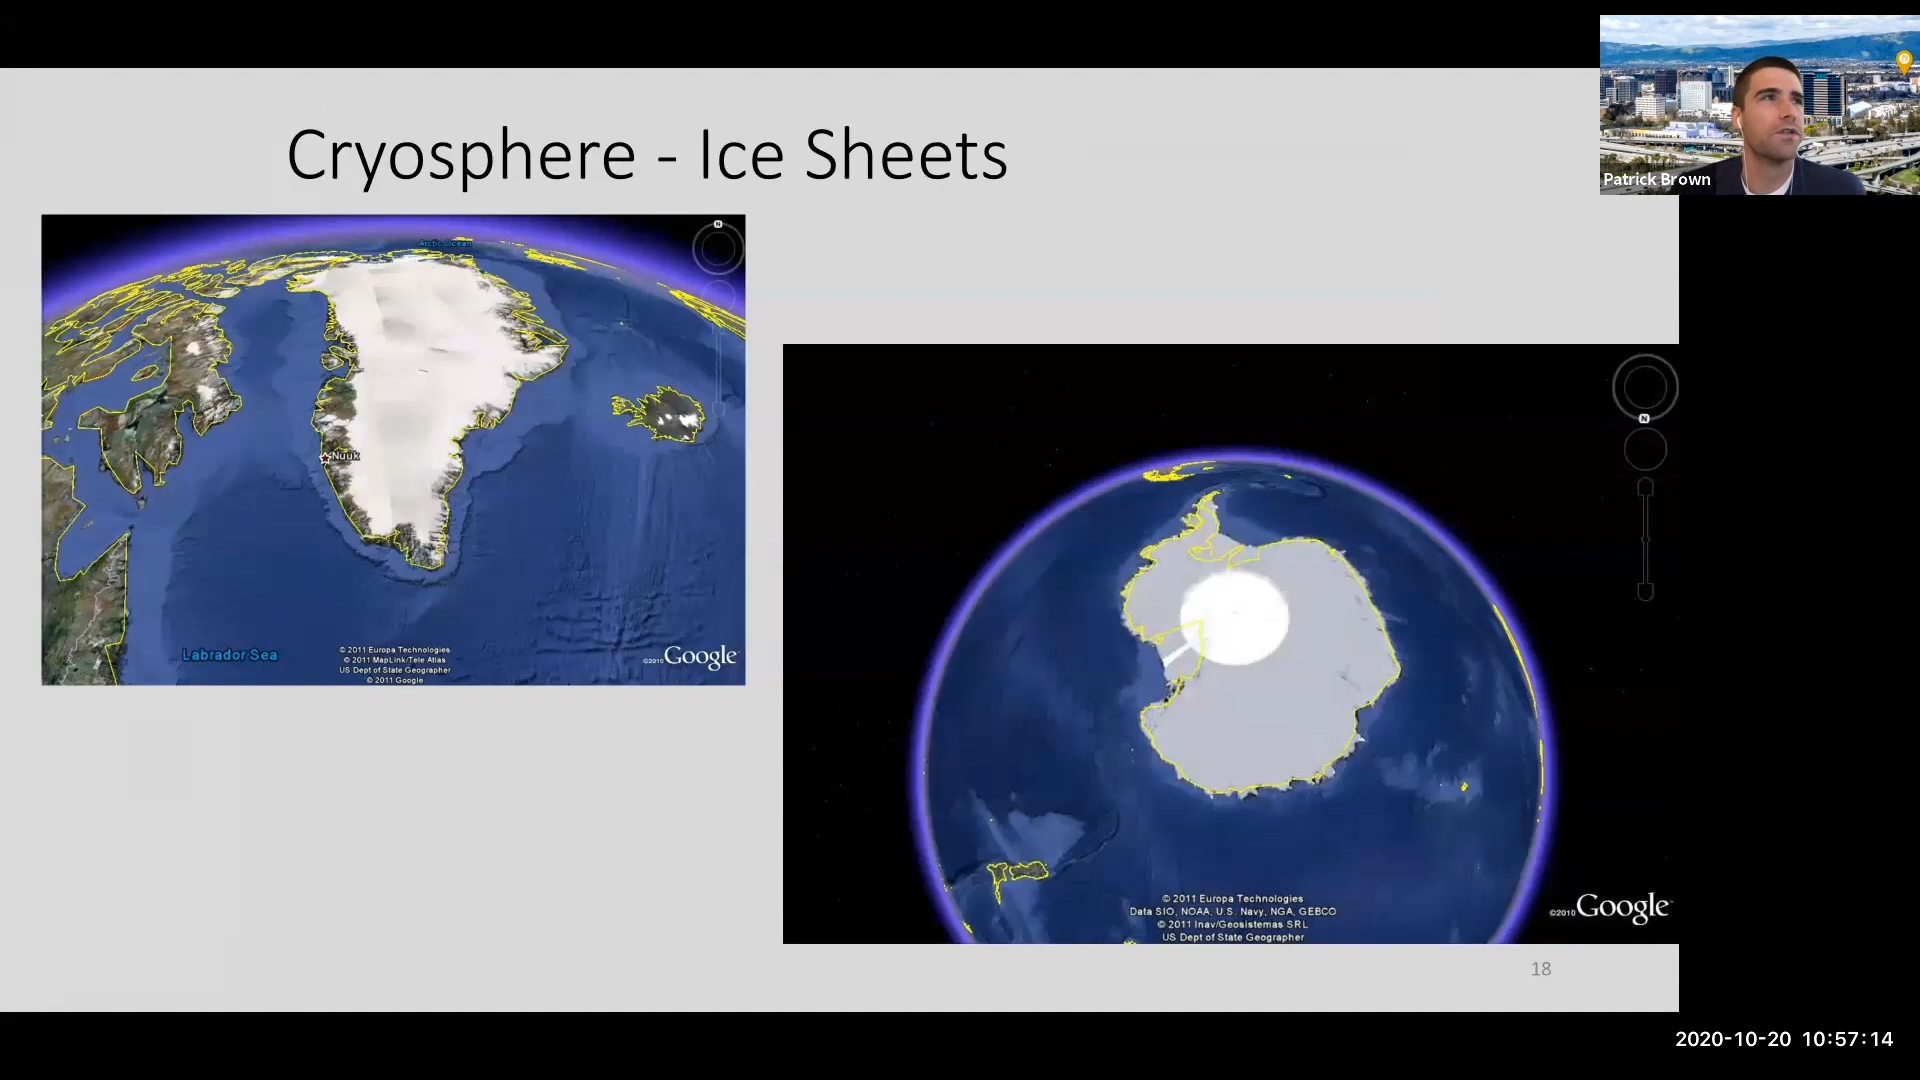 Patrick Brown
Cryosphere - Ice Sheets
Arctic Ocean
N
Nuuk
Labrador Sea
© 2011 Europa Technologies
© 2011 MapLink/Tele Atlas
US Dept of State Geographer
© 2011 Google
©2010 Google
N
© 2011 Europa Technologies
Data SIO, NOAA, U.S. Navy, NGA, GEBCO
© 2011 Inav/Geosistemas SRL
US Dept of State Geographer
©2010 Google
18
2020-10-20 10:57:14